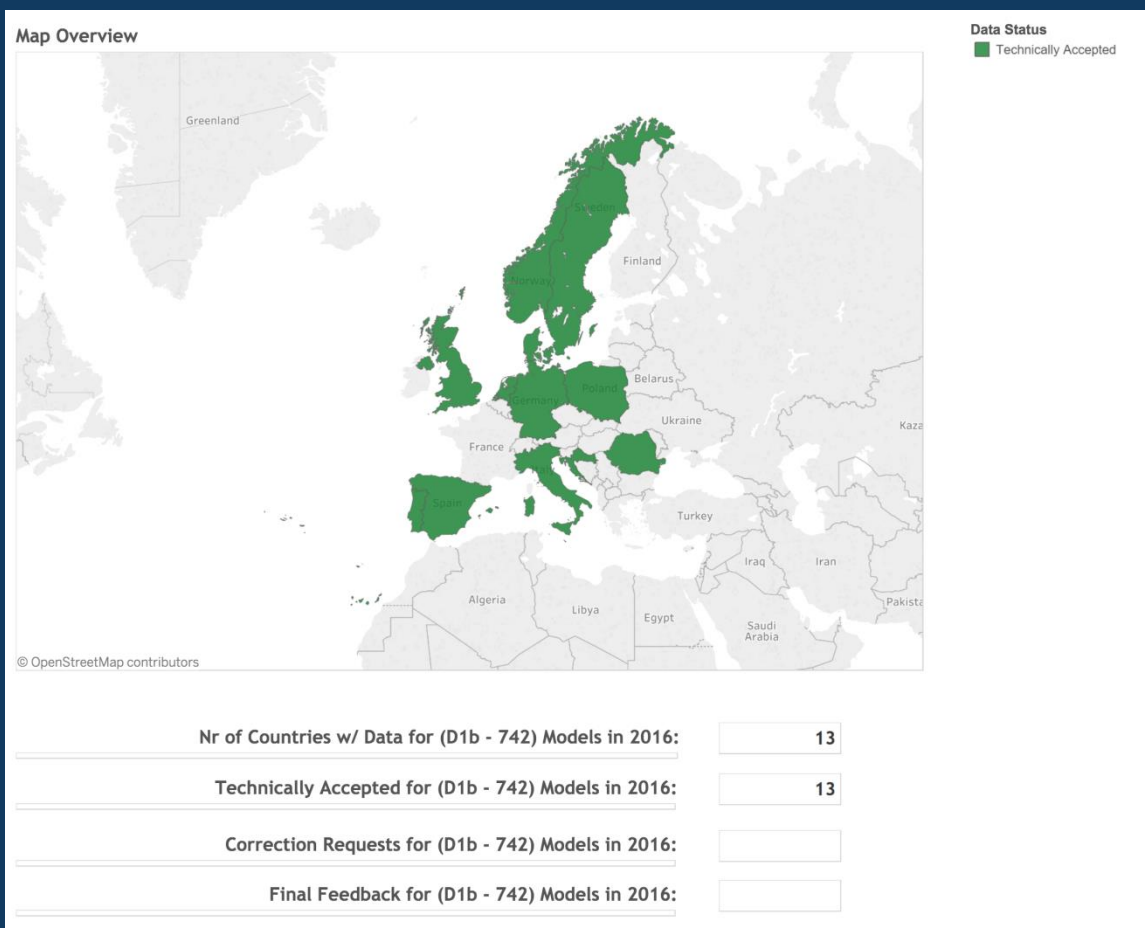 Map Overview
Data Status
Technically Accepted
Greenland
Sweden
Finland
Norway
Belarus
Poland
Germany
Ukraine
Kaza
France
Italy
Spain
Turkey
Iraq
Iran
Algeria
Libya
Egypt
Pakista
Saudi
Arabia
© OpenStreetMap contributors
Nr of Countries w/ Data for (D1b - 742) Models in 2016: 13
Technically Accepted for (D1b - 742) Models in 2016: 13
Correction Requests for (D1b - 742) Models in 2016:
Final Feedback for (D1b - 742) Models in 2016: